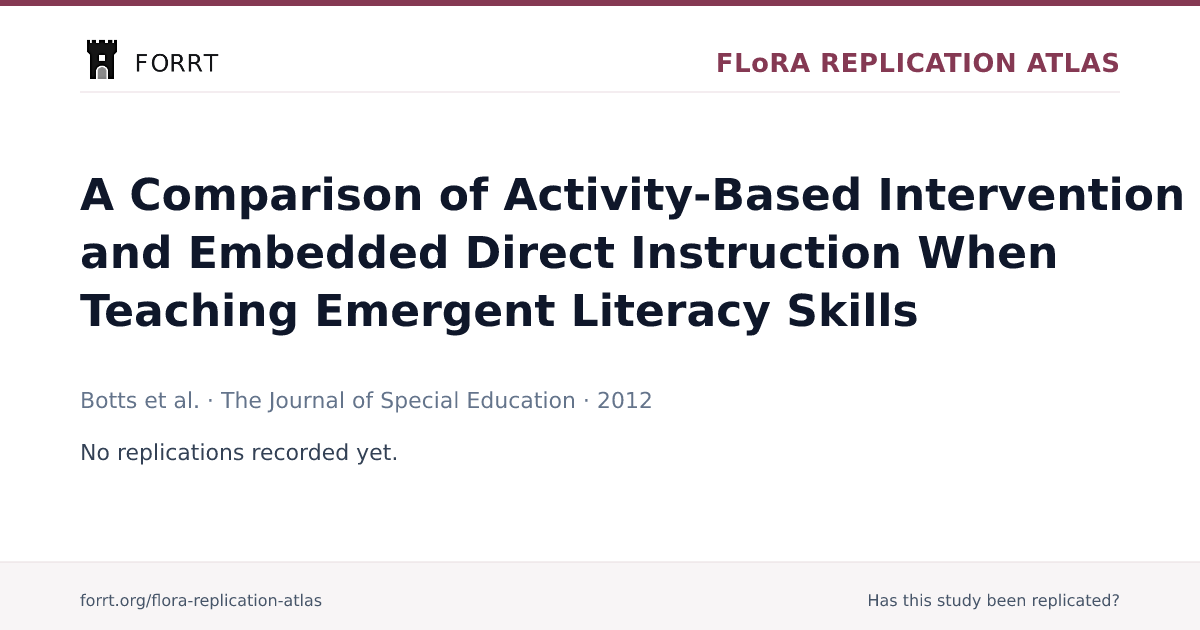 FORRT
FLoRA REPLICATION ATLAS
A Comparison of Activity-Based Intervention
and Embedded Direct Instruction When
Teaching Emergent Literacy Skills
Botts et al. · The Journal of Special Education · 2012
No replications recorded yet.
forrt.org/flora-replication-atlas
Has this study been replicated?